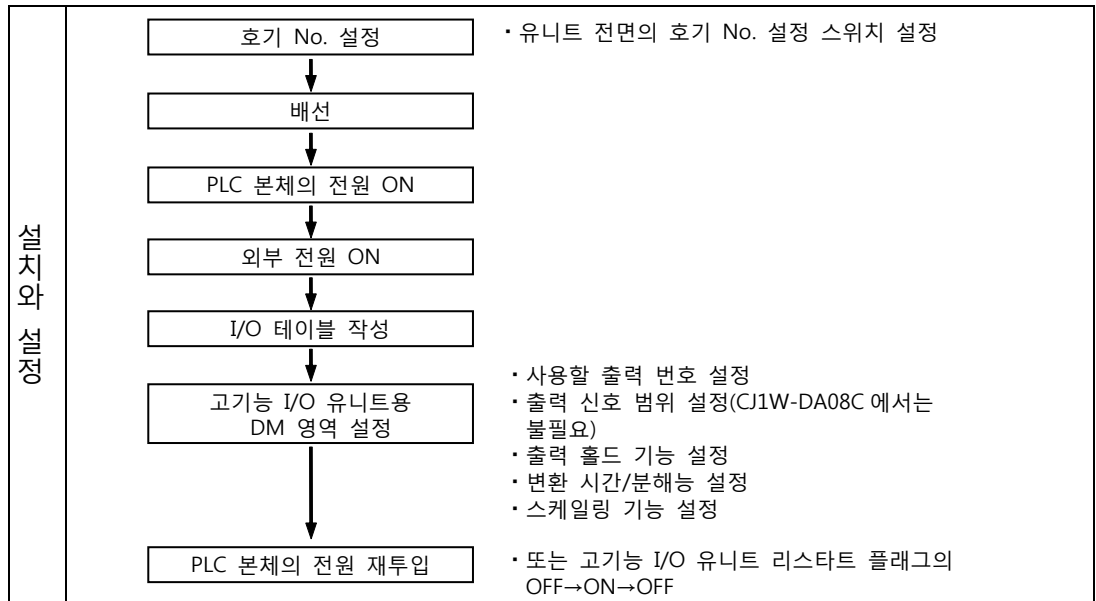 설치와 설정
호기 No. 설정
・유니트 전면의 호기 No. 설정 스위치 설정
배선
PLC 본체의 전원 ON
외부 전원 ON
I/O 테이블 작성
고기능 I/O 유니트용
DM 영역 설정
・사용할 출력 번호 설정
・출력 신호 범위 설정(CJ1W-DA08C 에서는
불필요)
・출력 홀드 기능 설정
・변환 시간/분해능 설정
・스케일링 기능 설정
PLC 본체의 전원 재투입
・또는 고기능 I/O 유니트 리스타트 플래그의
OFF→ON→OFF